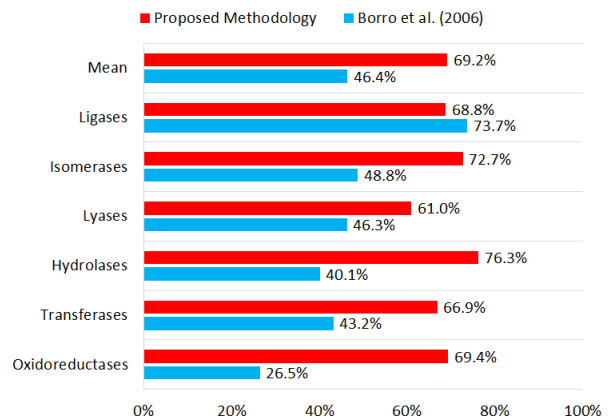 Proposed Methodology Borro et al. (2006)
Mean 69.2%
46.4%
Ligases 68.8%
73.7%
Isomerases 72.7%
48.8%
Lyases 61.0%
46.3%
Hydrolases 76.3%
40.1%
Transferases 66.9%
43.2%
Oxidoreductases 69.4%
26.5%
0% 20% 40% 60% 80% 100%